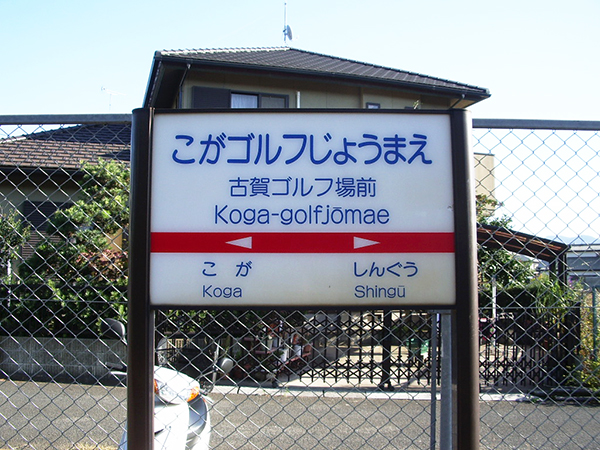 こがゴルフじょうまえ
古賀ゴルフ場前
Koga-golfjōmae
こが しんぐう
Koga Shingū